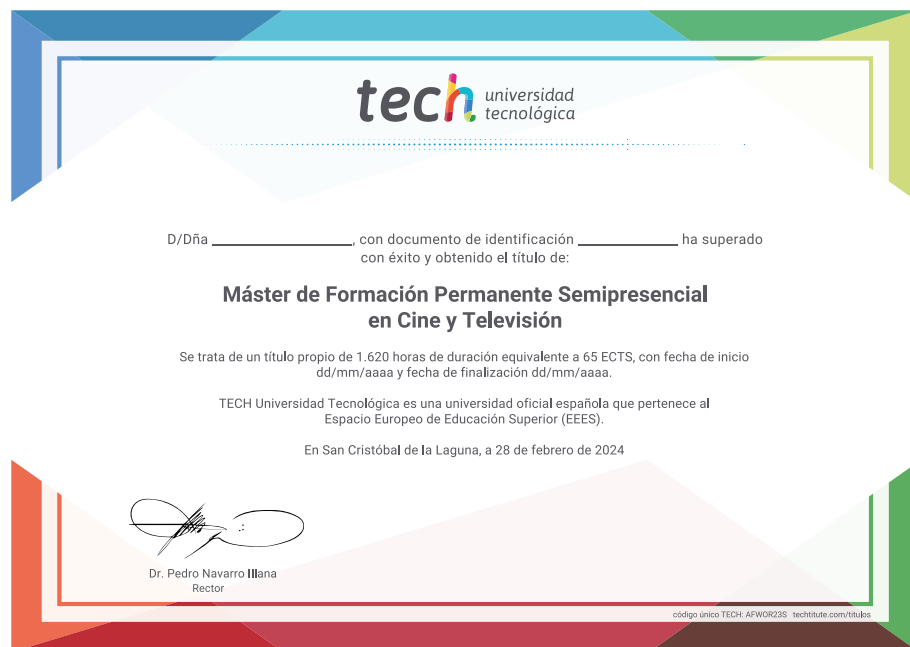 tech universidad
tecnológica
D/Dña ____________________, con documento de identificación ______________ ha superado
con éxito y obtenido el título de:
Máster de Formación Permanente Semipresencial
en Cine y Televisión
Se trata de un título propio de 1.620 horas de duración equivalente a 65 ECTS, con fecha de inicio
dd/mm/aaaa y fecha de finalización dd/mm/aaaa.
TECH Universidad Tecnológica es una universidad oficial española que pertenece al
Espacio Europeo de Educación Superior (EEES).
En San Cristóbal de la Laguna, a 28 de febrero de 2024
Dr. Pedro Navarro Illana
Rector
código único TECH: AFWOR23S techtitute.com/titulos